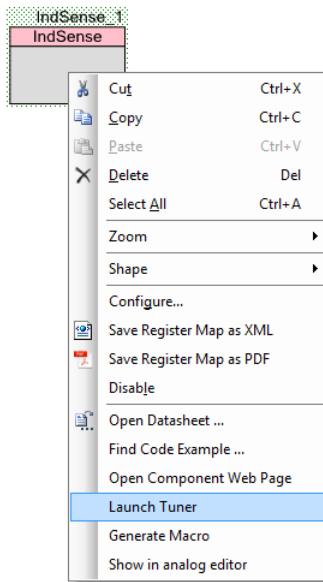 IndSense_1
IndSense
Cut Ctrl+X
Copy Ctrl+C
Paste Ctrl+V
Delete Del
Select All Ctrl+A
Zoom
Shape
Configure...
Save Register Map as XML
Save Register Map as PDF
Disable
Open Datasheet ...
Find Code Example ...
Open Component Web Page
Launch Tuner
Generate Macro
Show in analog editor